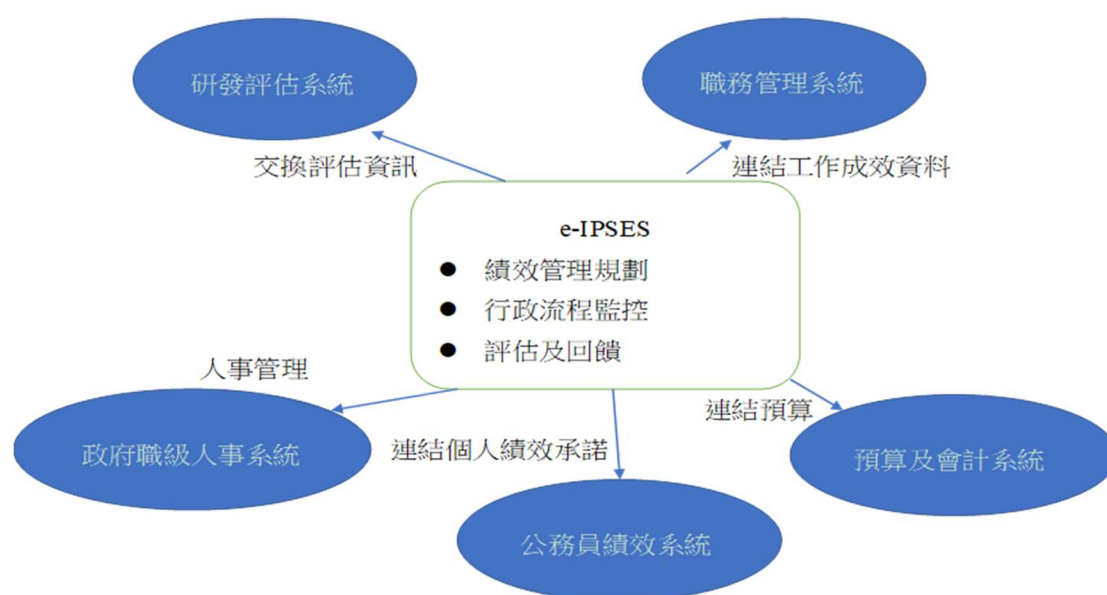 研發評估系統
職務管理系統
交換評估資訊
連結工作成效資料
e-IPSES
● 績效管理規劃
● 行政流程監控
● 評估及回饋
人事管理
連結預算
政府職級人事系統
連結個人績效承諾
預算及會計系統
公務員績效系統